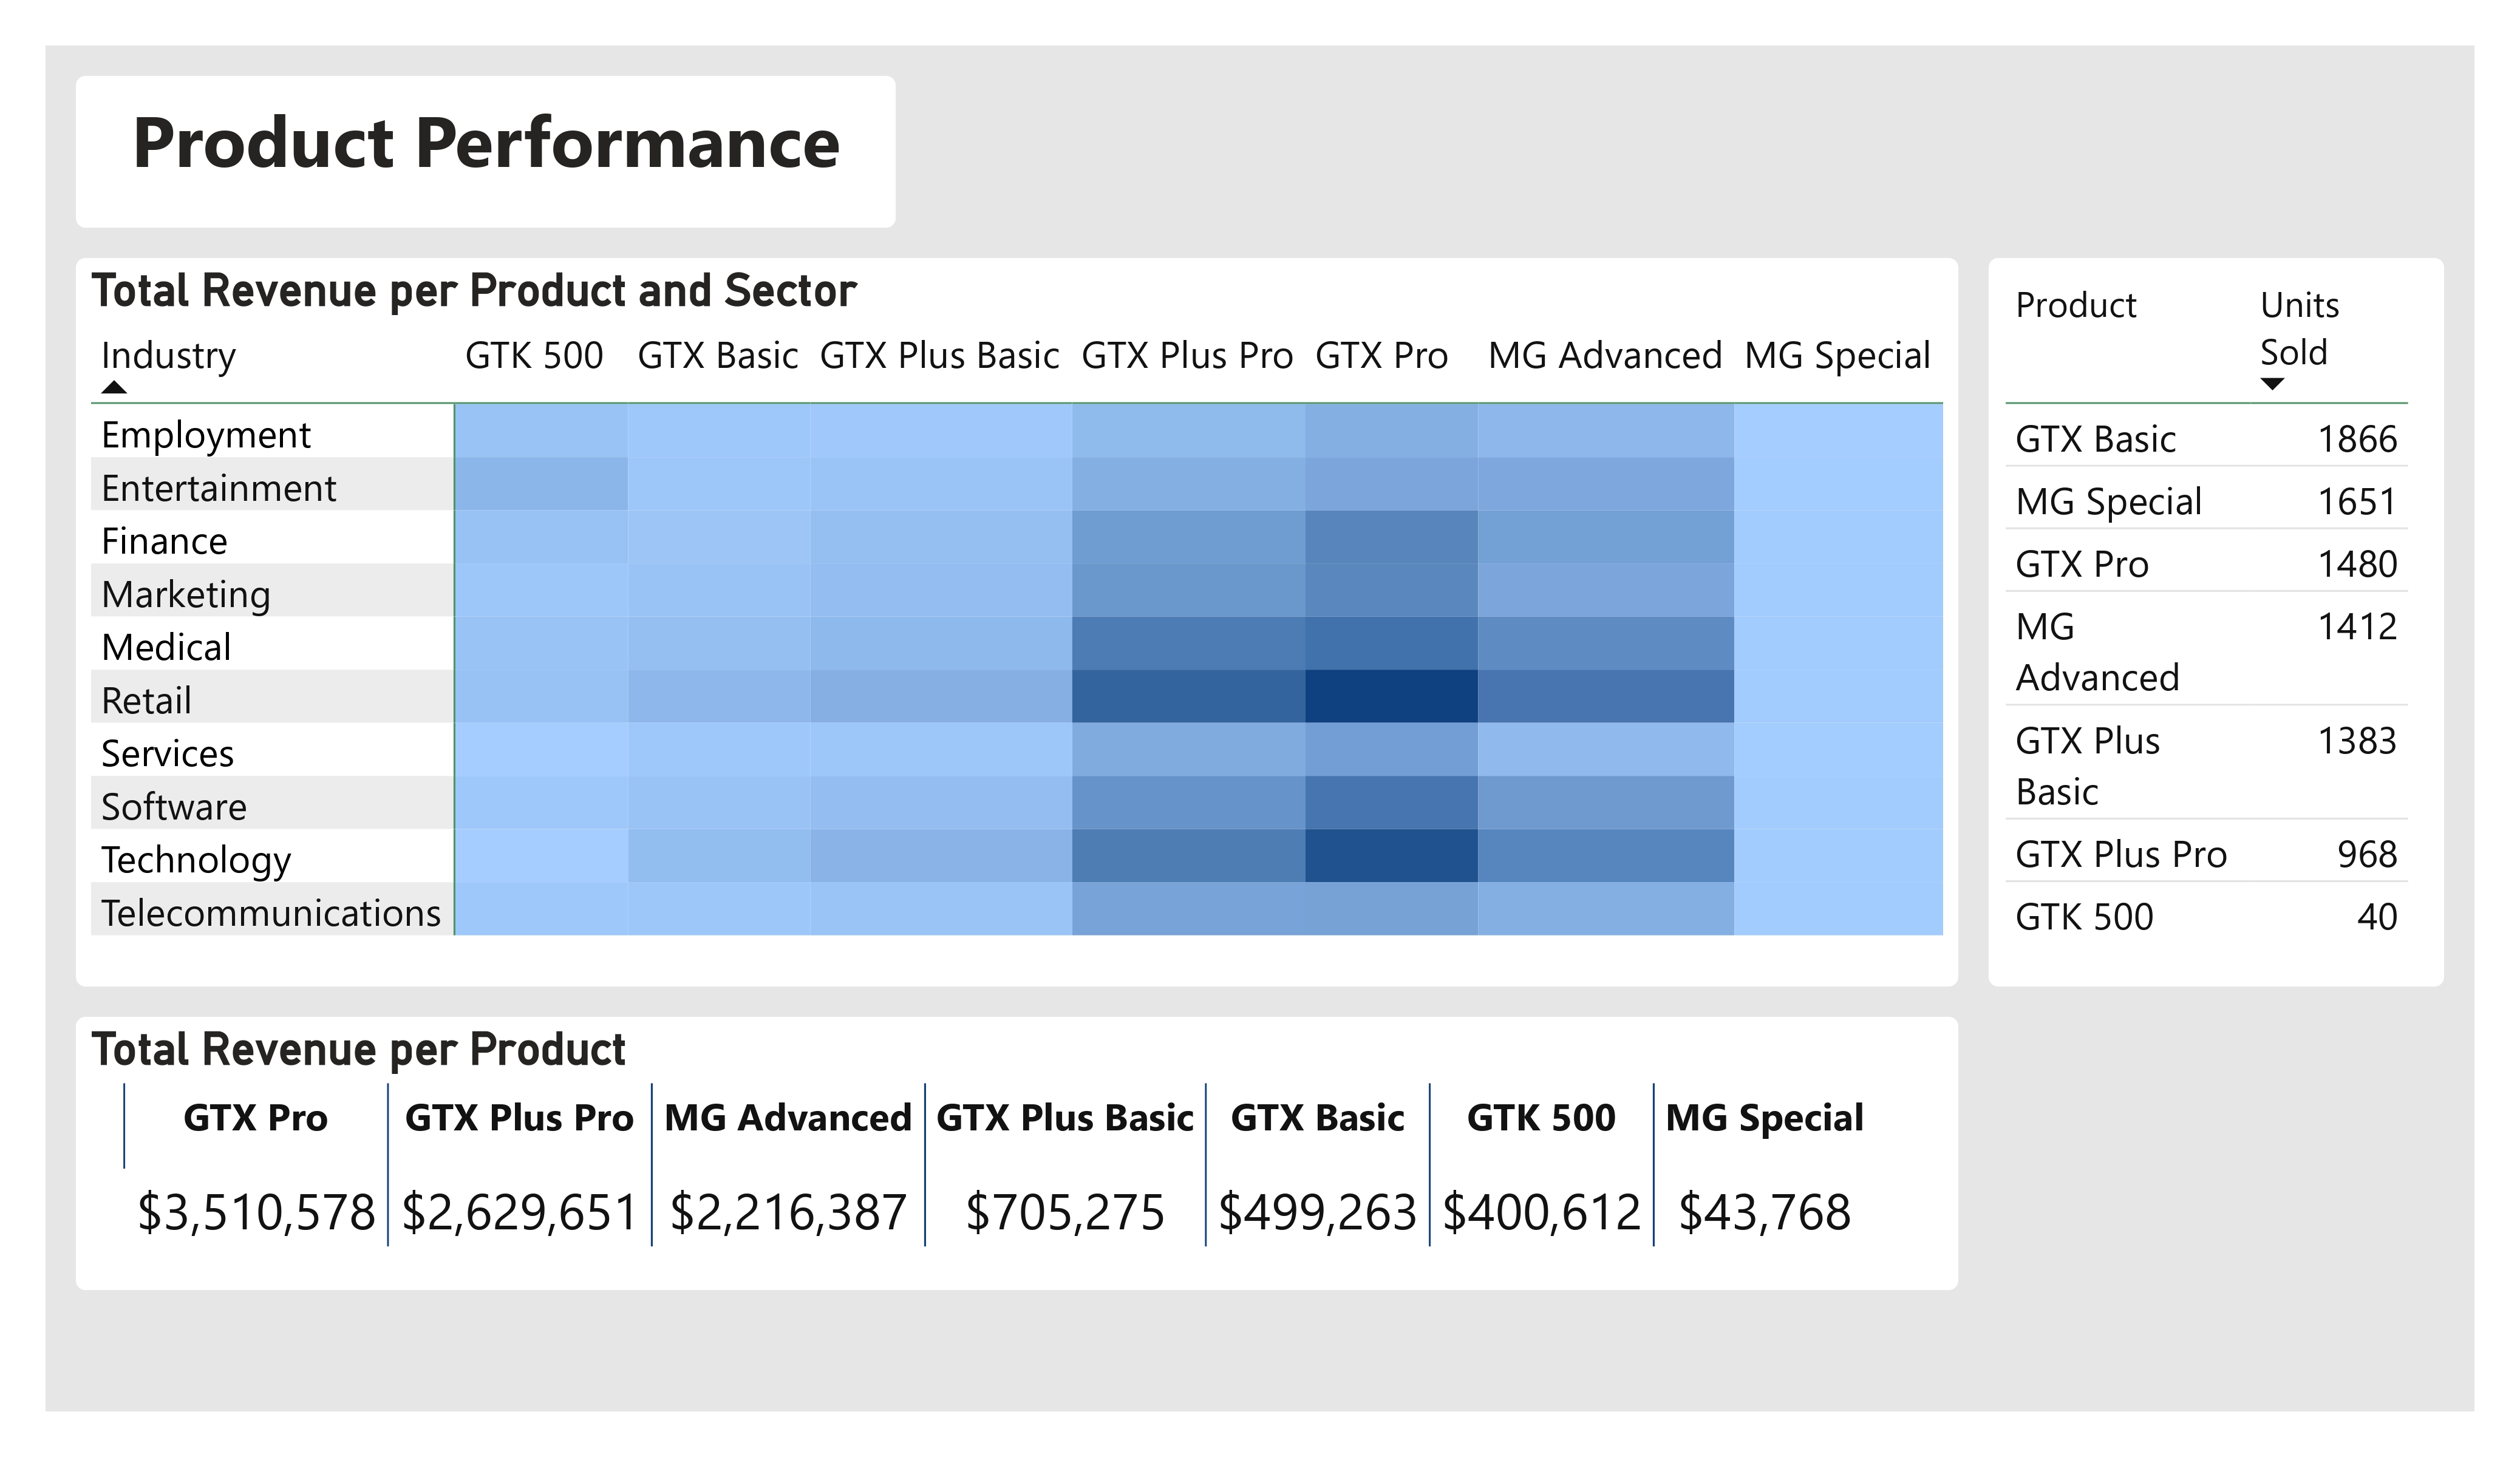 Product Performance
Total Revenue per Product and Sector
Industry GTK 500 GTX Basic GTX Plus Basic GTX Plus Pro GTX Pro MG Advanced MG Special
Employment
Entertainment
Finance
Marketing
Medical
Retail
Services
Software
Technology
Telecommunications
Product Units
Sold
GTX Basic 1866
MG Special 1651
GTX Pro 1480
MG 1412
Advanced
GTX Plus 1383
Basic
GTX Plus Pro 968
GTK 500 40
Total Revenue per Product
GTX Pro GTX Plus Pro MG Advanced GTX Plus Basic GTX Basic GTK 500 MG Special
$3,510,578 $2,629,651 $2,216,387 $705,275 $499,263 $400,612 $43,768